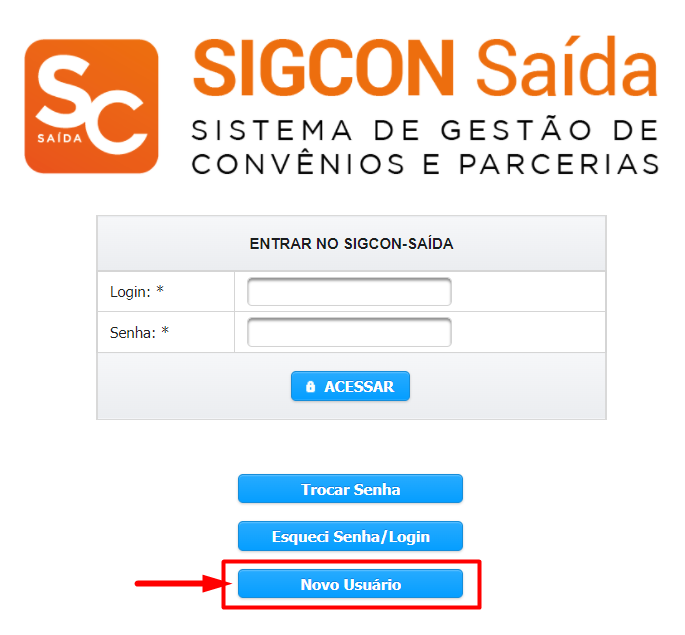 SC
SAÍDA
SIGCON Saída
SISTEMA DE GESTÃO DE
CONVÊNIOS E PARCERIAS
ENTRAR NO SIGCON-SAÍDA
Login: *
Senha: *
ACESSAR
Trocar Senha
Esqueci Senha/Login
Novo Usuário